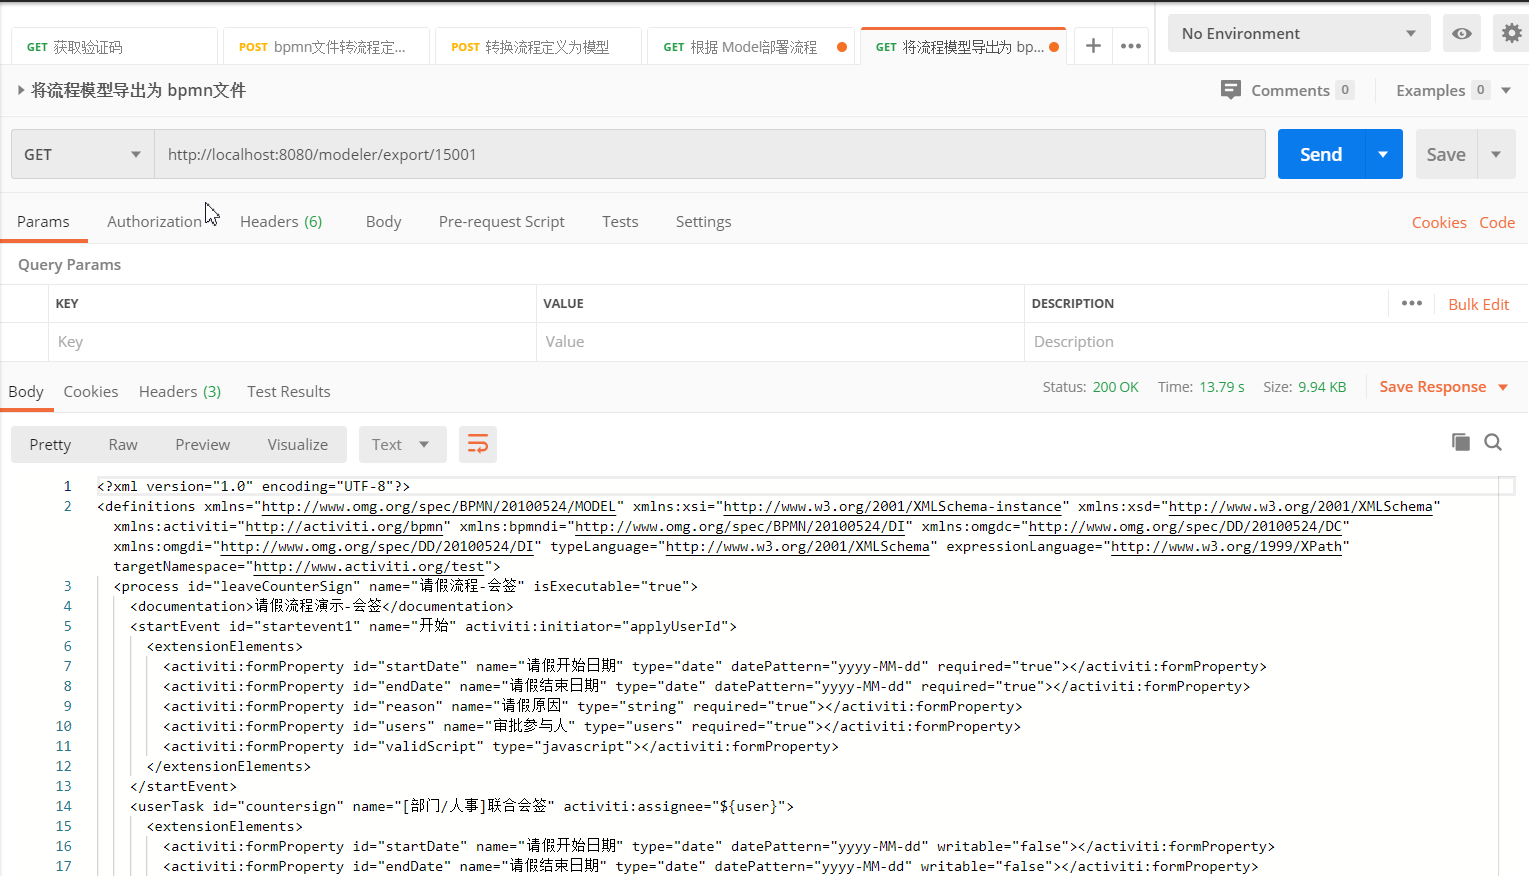 GET 获取验证码
POST bpmn文件转流程定...
POST 转换流程定义为模型
GET 根据 Model部署流程
GET 将流程模型导出为 bp...
No Environment
将流程模型导出为 bpmn文件
Comments 0
Examples 0
GET
http://localhost:8080/modeler/export/15001
Send
Save
Params Authorization Headers (6) Body Pre-request Script Tests Settings
Cookies Code
Query Params
KEY VALUE DESCRIPTION
Bulk Edit
Key Value Description
Body Cookies Headers (3) Test Results
Status: 200 OK Time: 13.79 s Size: 9.94 KB
Save Response
Pretty Raw Preview Visualize Text
1 <?xml version="1.0" encoding="UTF-8"?>
2 <definitions xmlns="http://www.omg.org/spec/BPMN/20100524/MODEL" xmlns:xsi="http://www.w3.org/2001/XMLSchema-instance" xmlns:xsd="http://www.w3.org/2001/XMLSchema"
xmlns:activiti="http://activiti.org/bpmn" xmlns:bpmndi="http://www.omg.org/spec/BPMN/20100524/DI" xmlns:omgdc="http://www.omg.org/spec/DD/20100524/DC"
xmlns:omgdi="http://www.omg.org/spec/DD/20100524/DI" typeLanguage="http://www.w3.org/2001/XMLSchema" expressionLanguage="http://www.w3.org/1999/XPath"
targetNamespace="http://www.activiti.org/test">
3 <process id="leaveCounterSign" name="请假流程-会签" isExecutable="true">
4 <documentation>请假流程演示-会签</documentation>
5 <startEvent id="startevent1" name="开始" activiti:initiator="applyUserId">
6 <extensionElements>
7 <activiti:formProperty id="startDate" name="请假开始日期" type="date" datePattern="yyyy-MM-dd" required="true"></activiti:formProperty>
8 <activiti:formProperty id="endDate" name="请假结束日期" type="date" datePattern="yyyy-MM-dd" required="true"></activiti:formProperty>
9 <activiti:formProperty id="reason" name="请假原因" type="string" required="true"></activiti:formProperty>
10 <activiti:formProperty id="users" name="审批参与人" type="users" required="true"></activiti:formProperty>
11 <activiti:formProperty id="validScript" type="javascript"></activiti:formProperty>
12 </extensionElements>
13 </startEvent>
14 <userTask id="countersign" name="[部门/人事]联合会签" activiti:assignee="${user}">
15 <extensionElements>
16 <activiti:formProperty id="startDate" name="请假开始日期" type="date" datePattern="yyyy-MM-dd" writable="false"></activiti:formProperty>
17 <activiti:formProperty id="endDate" name="请假结束日期" type="date" datePattern="yyyy-MM-dd" writable="false"></activiti:formProperty>